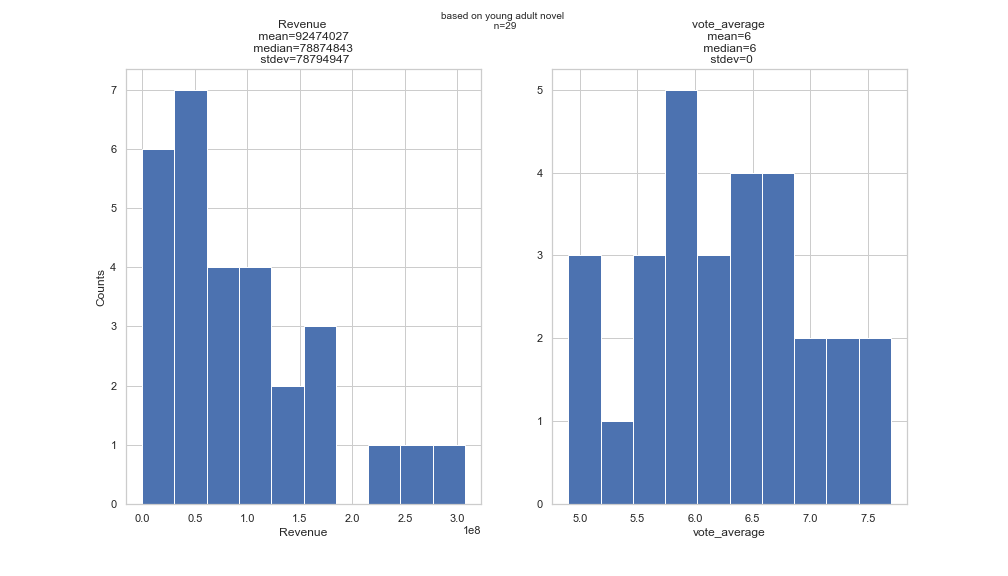 based on young adult novel
n=29
Revenue
mean=92474027
median=78874843
stdev=78794947
7
6
5
4
3
2
1
0
Counts
0.0 0.5 1.0 1.5 2.0 2.5 3.0
1e8
Revenue
vote_average
mean=6
median=6
stdev=0
5
4
3
2
1
0
5.0 5.5 6.0 6.5 7.0 7.5
vote_average